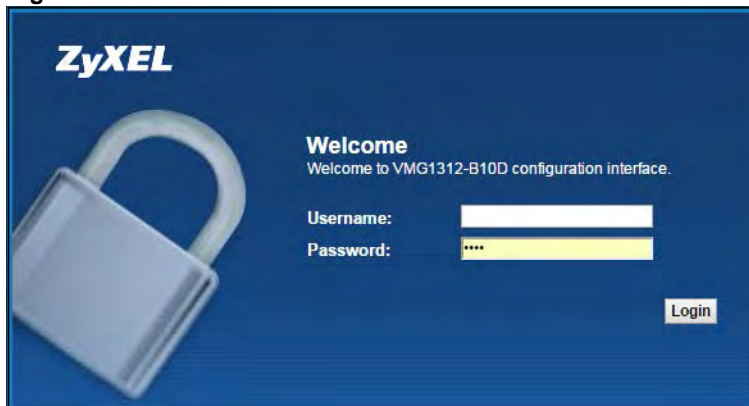 ZyXEL
Welcome
Welcome to VMG1312-B10D configuration interface.
Username:
Password: ····
Login